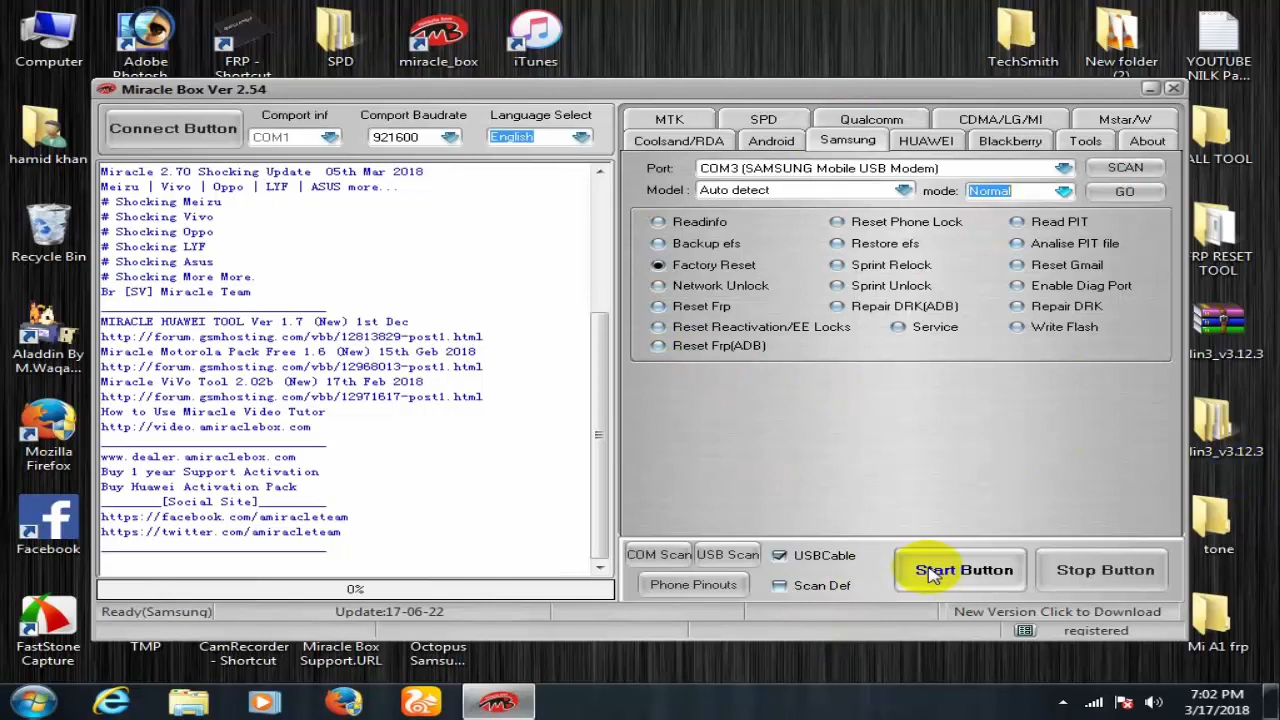 Computer
Adobe
Photosh...
FRP -
Shortcut
SPD
miracle_box
iTunes
TechSmith
New folder
(2)
YOUTUBE
NILK Pa...
Miracle Box Ver 2.54
Connect Button
Comport inf
Comport Baudrate
Language Select
COM1
921600
English
MTK
SPD
Qualcomm
CDMA/LG/MI
Mstar/W
Coolsand/RDA
Android
Samsung
HUAWEI
Blackberry
Tools
About
Port:
COM3 (SAMSUNG Mobile USB Modem)
SCAN
Model :
Auto detect
mode:
Normal
GO
Readinfo
Reset Phone Lock
Read PIT
Backup efs
Restore efs
Analise PIT file
Factory Reset
Sprint Relock
Reset Gmail
Network Unlock
Sprint Unlock
Enable Diag Port
Reset Frp
Repair DRK(ADB)
Repair DRK
Reset Reactivation/EE Locks
Service
Write Flash
Reset Frp(ADB)
Miracle 2.70 Shocking Update 05th Mar 2018
Meizu | Vivo | Oppo | LYF | ASUS more...
# Shocking Meizu
# Shocking Vivo
# Shocking Oppo
# Shocking LYF
# Shocking Asus
# Shocking More More.
Br [SV] Miracle Team
MIRACLE HUAWEI TOOL Ver 1.7 (New) 1st Dec
http://forum.gsmhosting.com/vbb/12813829-post1.html
Miracle Motorola Pack Free 1.6 (New) 15th Geb 2018
http://forum.gsmhosting.com/vbb/12968013-post1.html
Miracle ViVo Tool 2.02b (New) 17th Feb 2018
http://forum.gsmhosting.com/vbb/12971617-post1.html
How to Use Miracle Video Tutor
http://video.amiraclebox.com
www.dealer.amiraclebox.com
Buy 1 year Support Activation
Buy Huawei Activation Pack
______[Social Site]______
https://facebook.com/amiracleteam
https://twitter.com/amiracleteam
0%
COM Scan
USB Scan
USBCable
Phone Pinouts
Scan Def
Start Button
Stop Button
Ready(Samsung)
Update:17-06-22
New Version Click to Download
registered
hamid khan
Recycle Bin
Aladdin By
M.Waqa...
Mozilla
Firefox
Facebook
FastStone
Capture
TMP
CamRecorder
- Shortcut
Miracle Box
Support.URL
Octopus
Samsu...
ALL TOOL
FRP RESET
TOOL
lin3_v3.12.3
lin3_v3.12.3
tone
Mi A1 frp
7:02 PM
3/17/2018